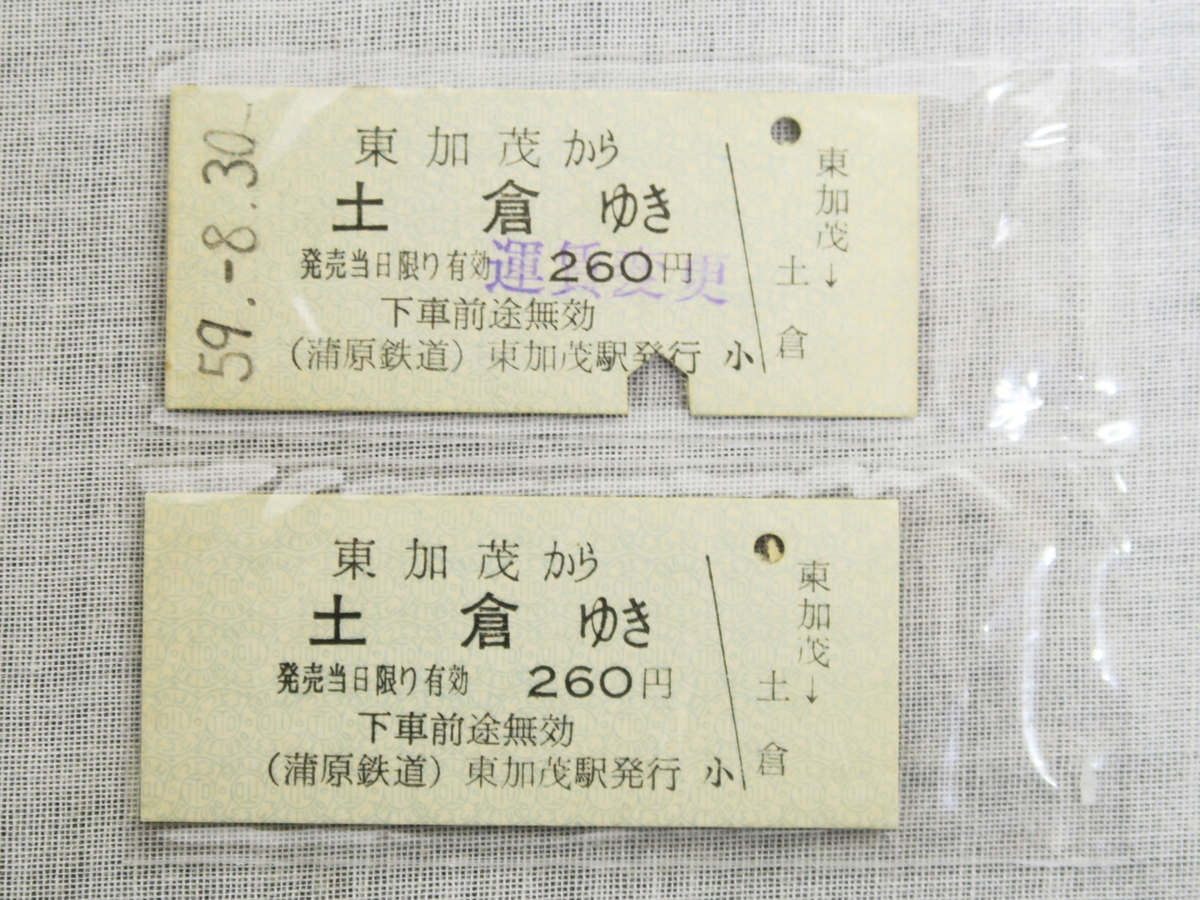 59.-8.30
東加茂から
土倉ゆき
発売当日限り有効 260円
運賃変更
下車前途無効
(蒲原鉄道) 東加茂駅発行 小
東加茂→
土倉
東加茂から
土倉ゆき
発売当日限り有効 260円
下車前途無効
(蒲原鉄道) 東加茂駅発行 小
東加茂→
土倉